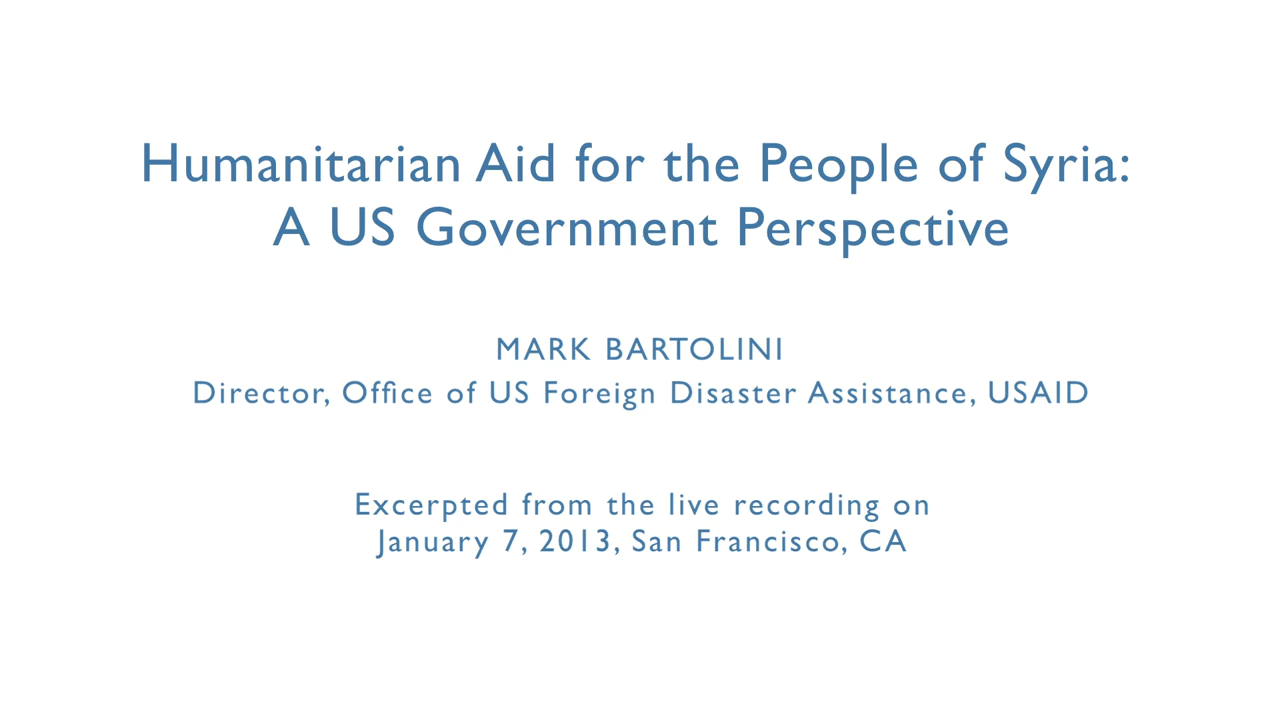 Humanitarian Aid for the People of Syria:
A US Government Perspective
MARK BARTOLINI
Director, Office of US Foreign Disaster Assistance, USAID
Excerpted from the live recording on
January 7, 2013, San Francisco, CA